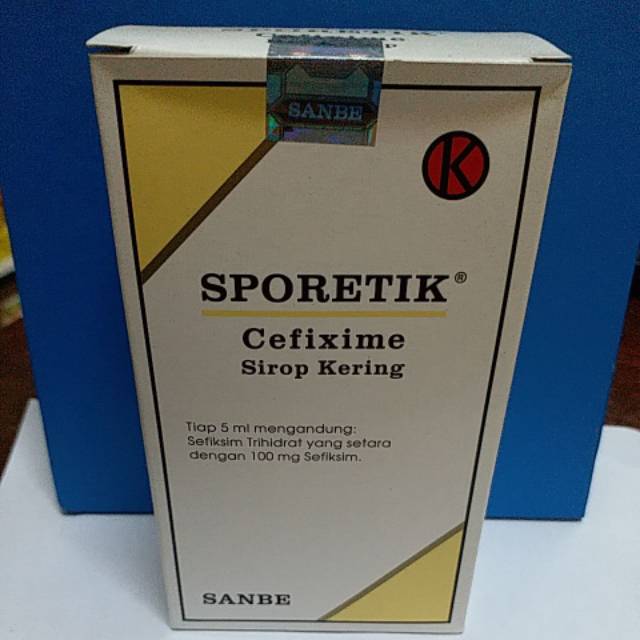 SANBE
K
SPORETIK®
Cefixime
Sirop Kering
Tiap 5 ml mengandung:
Sefiksim Trihidrat yang setara
dengan 100 mg Sefiksim.
SANBE